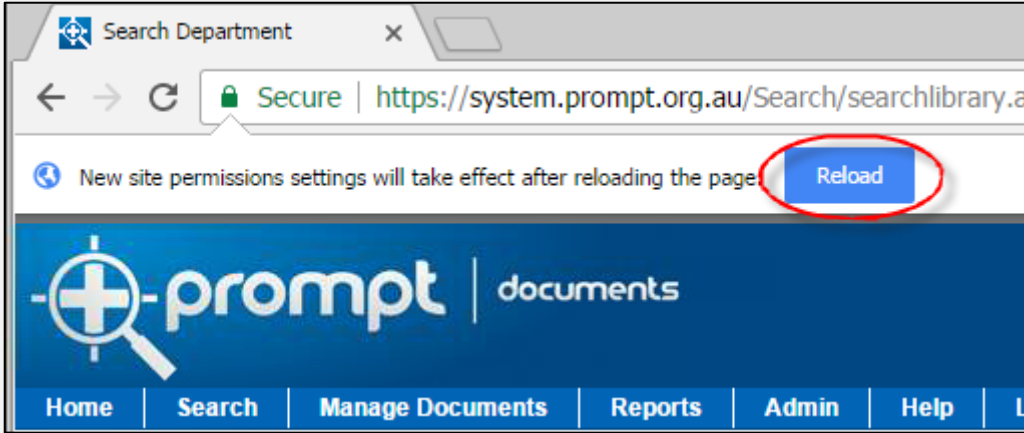 Search Department
Secure | https://system.prompt.org.au/Search/searchlibrary.a
New site permissions settings will take effect after reloading the page. Reload
prompt | documents
Home Search Manage Documents Reports Admin Help L